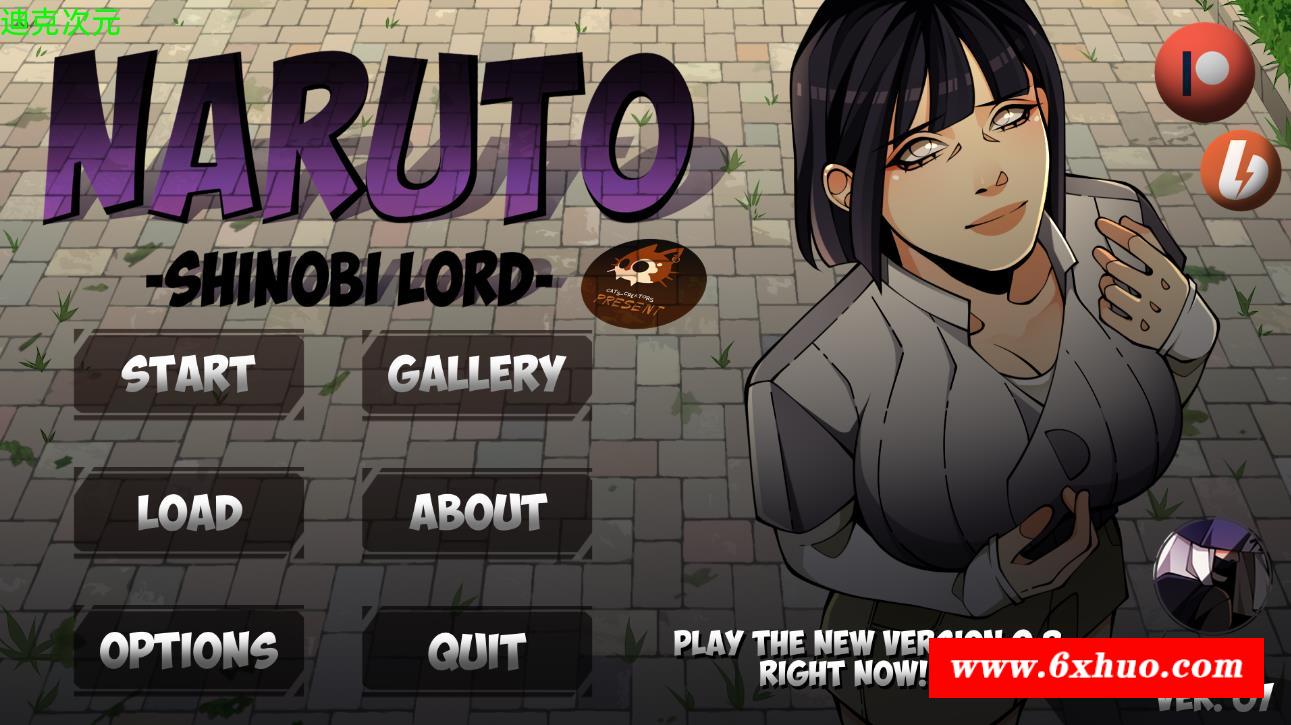 迪克次元
NARUTO
-SHINOBI LORD-
CATS_CREATORS
PRESENT
START
GALLERY
LOAD
ABOUT
OPTIONS
QUIT
PLAY THE NEW VERSION
RIGHT NOW!
www.6xhuo.com
VER.